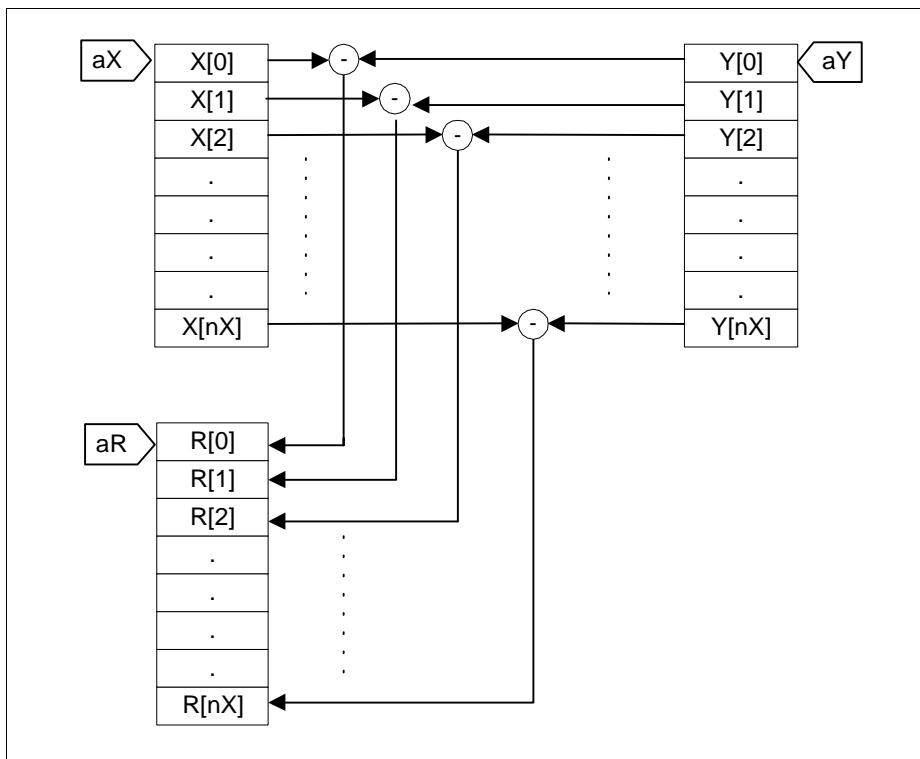 aX X[0] - Y[0] aY
X[1] - Y[1]
X[2] - Y[2]
. .
. .
. .
. .
X[nX] - Y[nX]
aR R[0]
R[1]
R[2]
.
.
.
.
R[nX]